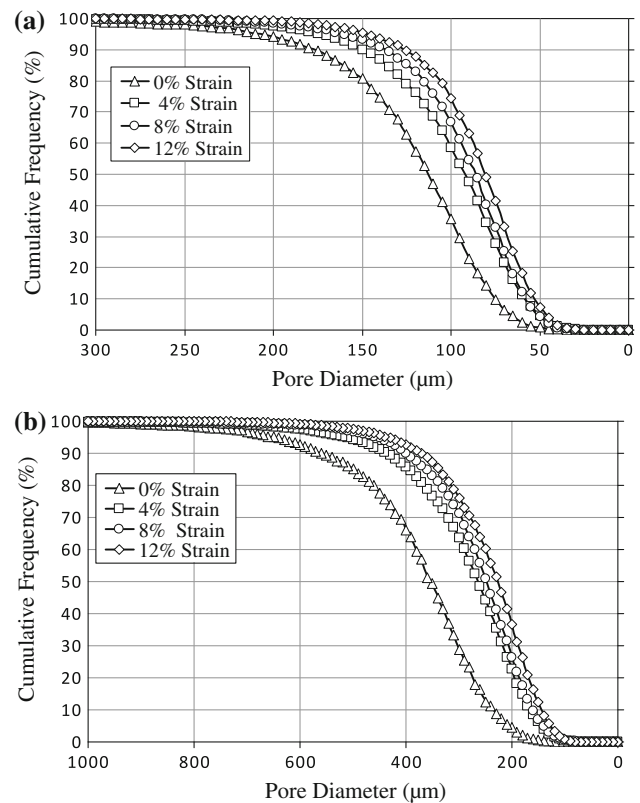 (a)
100
90
80
70
60
50
40
30
20
10
0
Cumulative Frequency (%)
0% Strain
4% Strain
8% Strain
12% Strain
300 250 200 150 100 50 0
Pore Diameter (µm)
(b)
100
90
80
70
60
50
40
30
20
10
0
Cumulative Frequency (%)
0% Strain
4% Strain
8% Strain
12% Strain
1000 800 600 400 200 0
Pore Diameter (µm)